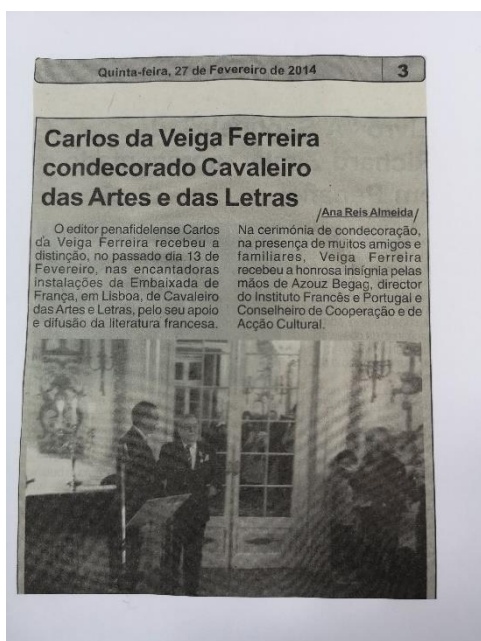 Quinta-feira, 27 de Fevereiro de 2014
3
Carlos da Veiga Ferreira
condecorado Cavaleiro
das Artes e das Letras
/Ana Reis Almeida/
O editor penafidelense Carlos
da Veiga Ferreira recebeu a
distinção, no passado dia 13 de
Fevereiro, nas encantadoras
instalações da Embaixada de
França, em Lisboa, de Cavaleiro
das Artes e Letras, pelo seu apoio
e difusão da literatura francesa.
Na cerimónia de condecoração,
na presença de muitos amigos e
familiares, Veiga Ferreira
recebeu a honrosa insígnia pelas
mãos de Azouz Begag, director
do Instituto Francês e Portugal e
Conselheiro de Cooperação e de
Acção Cultural.